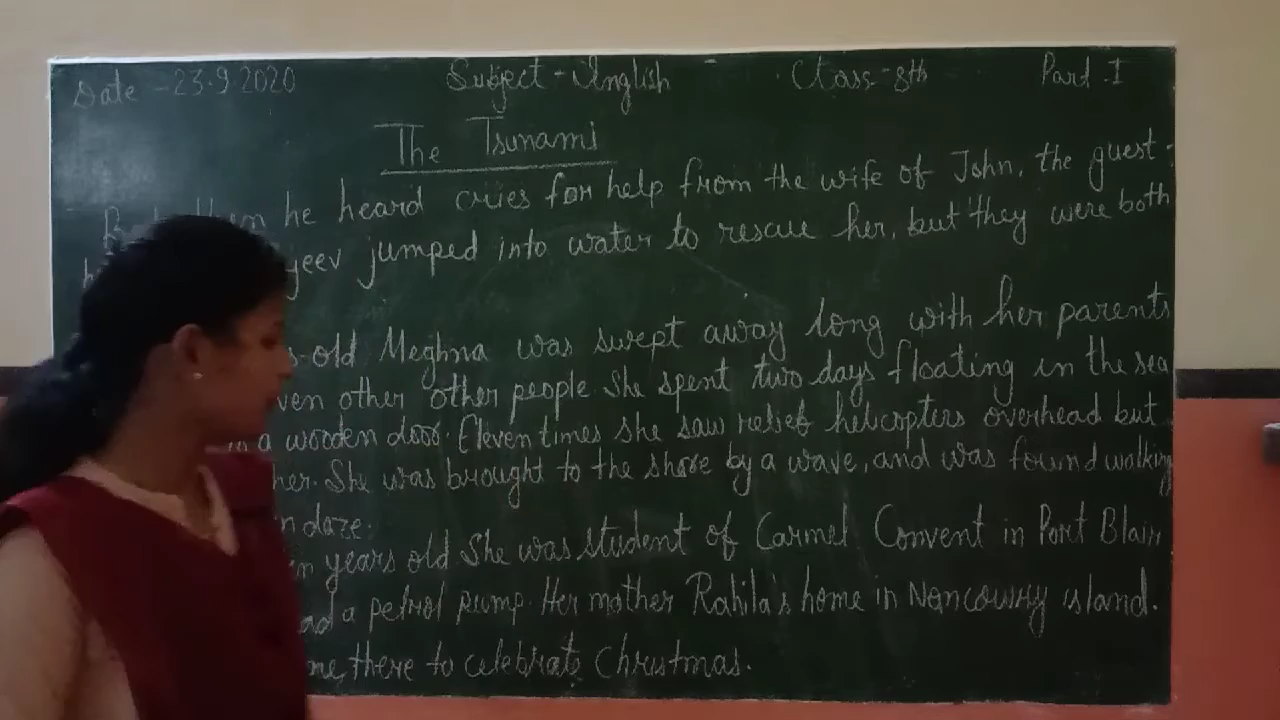 Date - 23.9.2020 Subject - English Class - 8th Part - I
The Tsunami
he heard cries for help from the wife of John, the guest-
jumped into water to rescue her, but they were both
old Meghna was swept away long with her parents
other other people. She spent two days floating in the sea
a wooden door. Eleven times she saw relief helicopters overhead but
her. She was brought to the shore by a wave, and was found walking
daze.
years old She was student of Carmel Convent in Port Blair
a petrol pump. Her mother Rahila's home in Nancowry island.
there to celebrate Christmas.